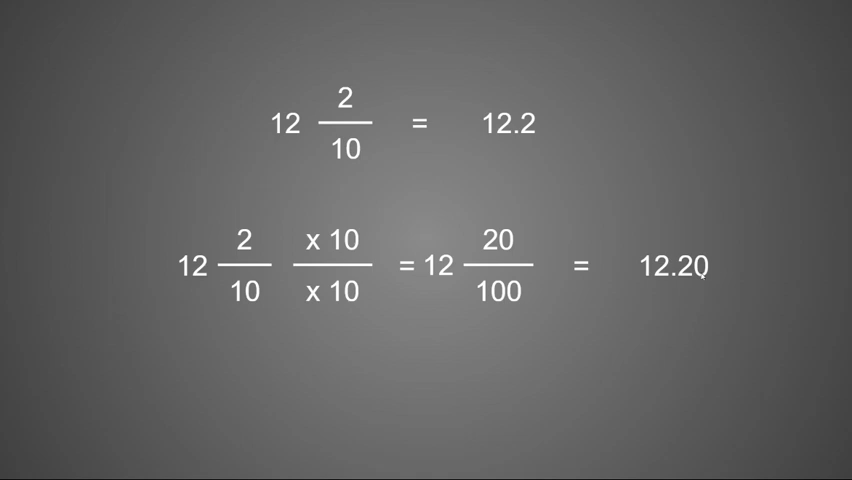 12 2/10 = 12.2
12 2/10 x 10/x 10 = 12 20/100 = 12.20